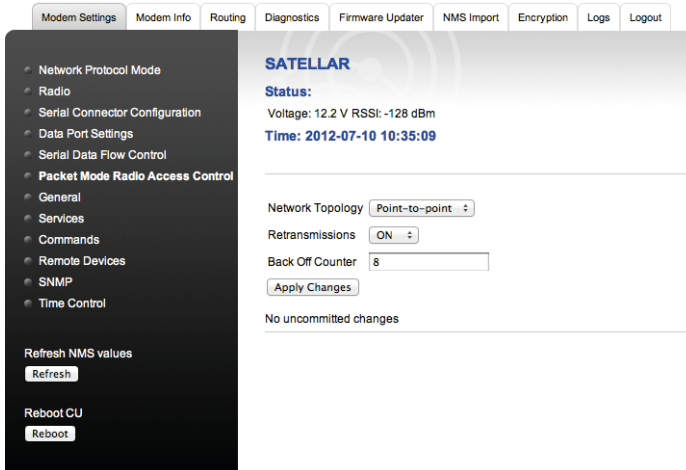 Modem Settings Modem Info Routing Diagnostics Firmware Updater NMS Import Encryption Logs Logout
Network Protocol Mode
Radio
Serial Connector Configuration
Data Port Settings
Serial Data Flow Control
Packet Mode Radio Access Control
General
Services
Commands
Remote Devices
SNMP
Time Control
Refresh NMS values
Refresh
Reboot CU
Reboot
SATELLAR
Status:
Voltage: 12.2 V RSSI: -128 dBm
Time: 2012-07-10 10:35:09
Network Topology Point-to-point
Retransmissions ON
Back Off Counter 8
Apply Changes
No uncommitted changes